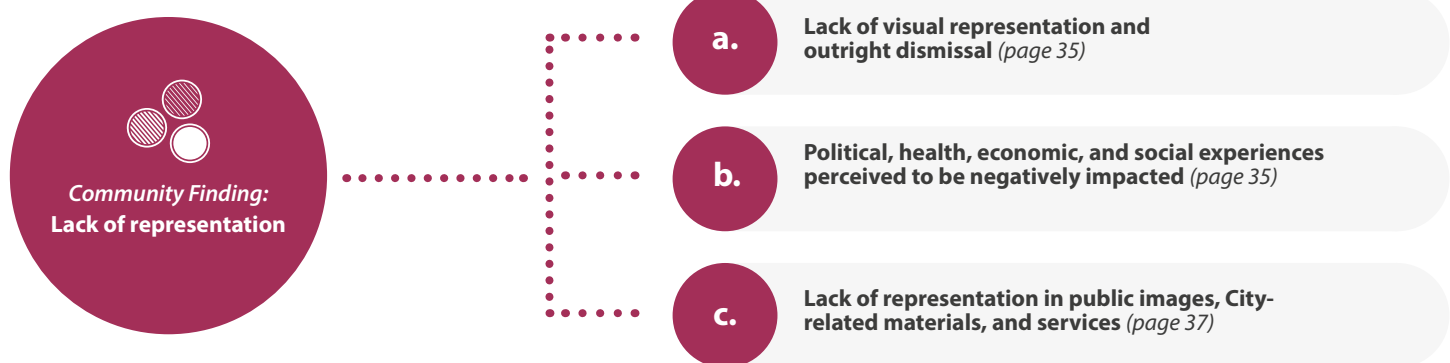 Community Finding:
Lack of representation
a.
Lack of visual representation and
outright dismissal (page 35)
b.
Political, health, economic, and social experiences
perceived to be negatively impacted (page 35)
c.
Lack of representation in public images, City-
related materials, and services (page 37)